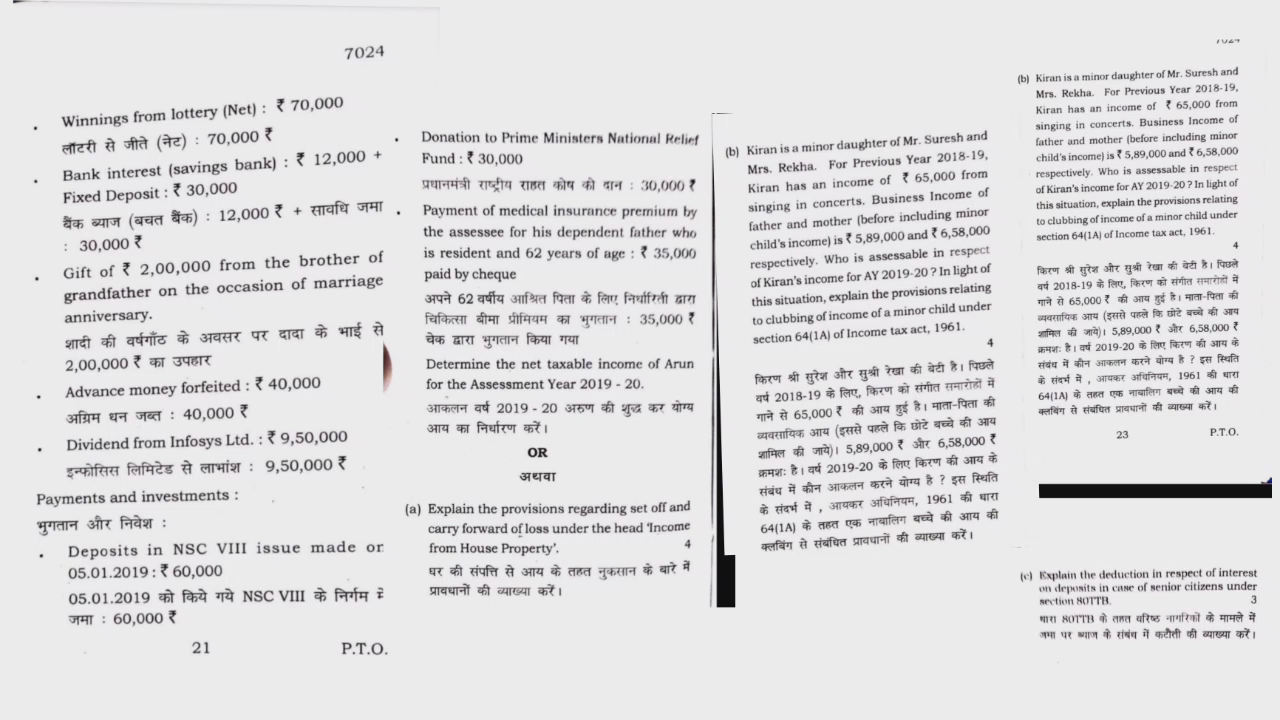 7024
• Winnings from lottery (Net) : ₹ 70,000
लॉटरी से जीते (नेट) : 70,000 ₹
• Bank interest (savings bank) : ₹ 12,000 +
Fixed Deposit : ₹ 30,000
बैंक ब्याज (बचत बैंक) : 12,000 ₹ + सावधि जमा
: 30,000 ₹
• Gift of ₹ 2,00,000 from the brother of
grandfather on the occasion of marriage
anniversary.
शादी की वर्षगाँठ के अवसर पर दादा के भाई से
2,00,000 ₹ का उपहार
• Advance money forfeited : ₹ 40,000
अग्रिम धन जब्त : 40,000 ₹
• Dividend from Infosys Ltd. : ₹ 9,50,000
इन्फोसिस लिमिटेड से लाभांश : 9,50,000 ₹
Payments and investments :
भुगतान और निवेश :
• Deposits in NSC VIII issue made or
05.01.2019 : ₹ 60,000
05.01.2019 को किये गये NSC VIII के निर्गम में
जमा : 60,000 ₹
21 P.T.O.
• Donation to Prime Ministers National Relief
Fund : ₹ 30,000
प्रधानमंत्री राष्ट्रीय राहत कोष को दान : 30,000 ₹
• Payment of medical insurance premium by
the assessee for his dependent father who
is resident and 62 years of age : ₹ 35,000
paid by cheque
अपने 62 वर्षीय आश्रित पिता के लिए निर्धारिती द्वारा
चिकित्सा बीमा प्रीमियम का भुगतान : 35,000 ₹
चेक द्वारा भुगतान किया गया
Determine the net taxable income of Arun
for the Assessment Year 2019 - 20.
आकलन वर्ष 2019 - 20 अरुण की शुद्ध कर योग्य
आय का निर्धारण करें।
OR
अथवा
(a) Explain the provisions regarding set off and
carry forward of loss under the head 'Income
from House Property'. 4
घर की संपत्ति से आय के तहत नुकसान के बारे में
प्रावधानों की व्याख्या करें।
(b) Kiran is a minor daughter of Mr. Suresh and
Mrs. Rekha. For Previous Year 2018-19,
Kiran has an income of ₹ 65,000 from
singing in concerts. Business Income of
father and mother (before including minor
child's income) is ₹ 5,89,000 and ₹ 6,58,000
respectively. Who is assessable in respect
of Kiran's income for AY 2019-20 ? In light of
this situation, explain the provisions relating
to clubbing of income of a minor child under
section 64(1A) of Income tax act, 1961.
4
किरण श्री सुरेश और सुश्री रेखा की बेटी है। पिछले
वर्ष 2018-19 के लिए, किरण को संगीत समारोहों में
गाने से 65,000 ₹ की आय हुई है। माता-पिता की
व्यवसायिक आय (इससे पहले कि छोटे बच्चे की आय
शामिल की जाये)। 5,89,000 ₹ और 6,58,000 ₹
क्रमशः है। वर्ष 2019-20 के लिए किरण की आय के
संबंध में कौन आकलन करने योग्य है ? इस स्थिति
के संदर्भ में , आयकर अधिनियम, 1961 की धारा
64(1A) के तहत एक नाबालिग बच्चे की आय की
क्लबिंग से संबंधित प्रावधानों की व्याख्या करें।
7024
(b) Kiran is a minor daughter of Mr. Suresh and
Mrs. Rekha. For Previous Year 2018-19,
Kiran has an income of ₹ 65,000 from
singing in concerts. Business Income of
father and mother (before including minor
child's income) is ₹ 5,89,000 and ₹ 6,58,000
respectively. Who is assessable in respect
of Kiran's income for AY 2019-20 ? In light of
this situation, explain the provisions relating
to clubbing of income of a minor child under
section 64(1A) of Income tax act, 1961.
4
किरण श्री सुरेश और सुश्री रेखा की बेटी है। पिछले
वर्ष 2018-19 के लिए, किरण को संगीत समारोहों में
गाने से 65,000 ₹ की आय हुई है। माता-पिता की
व्यवसायिक आय (इससे पहले कि छोटे बच्चे की आय
शामिल की जाये)। 5,89,000 ₹ और 6,58,000 ₹
क्रमशः है। वर्ष 2019-20 के लिए किरण की आय के
संबंध में कौन आकलन करने योग्य है ? इस स्थिति
के संदर्भ में , आयकर अधिनियम, 1961 की धारा
64(1A) के तहत एक नाबालिग बच्चे की आय की
क्लबिंग से संबंधित प्रावधानों की व्याख्या करें।
23 P.T.O.
(c) Explain the deduction in respect of interest
on deposits in case of senior citizens under
section 80TTB. 3
धारा 80TTB के तहत वरिष्ठ नागरिकों के मामले में
जमा पर ब्याज के संबंध में कटौती की व्याख्या करें।